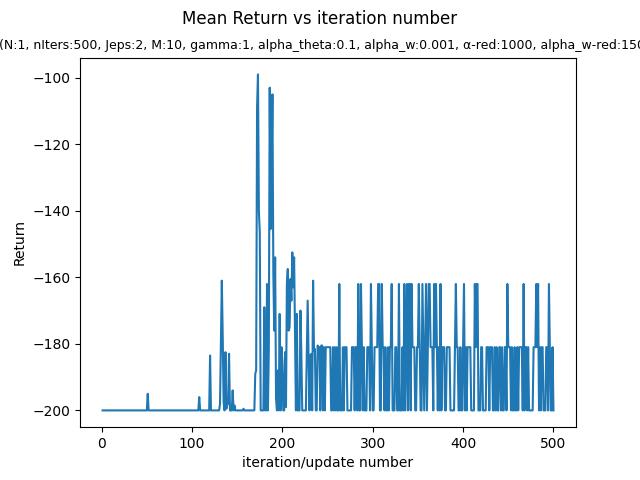 Mean Return vs iteration number
(N:1, nIters:500, Jeps:2, M:10, gamma:1, alpha_theta:0.1, alpha_w:0.001, α-red:1000, alpha_w-red:150
−100
−120
−140
−160
−180
−200
Return
0 100 200 300 400 500
iteration/update number